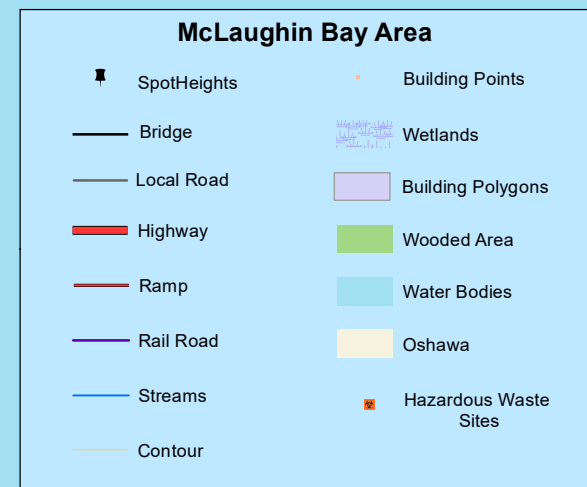 McLaughin Bay Area
SpotHeights
Bridge
Local Road
Highway
Ramp
Rail Road
Streams
Contour
Building Points
Wetlands
Building Polygons
Wooded Area
Water Bodies
Oshawa
Hazardous Waste
Sites